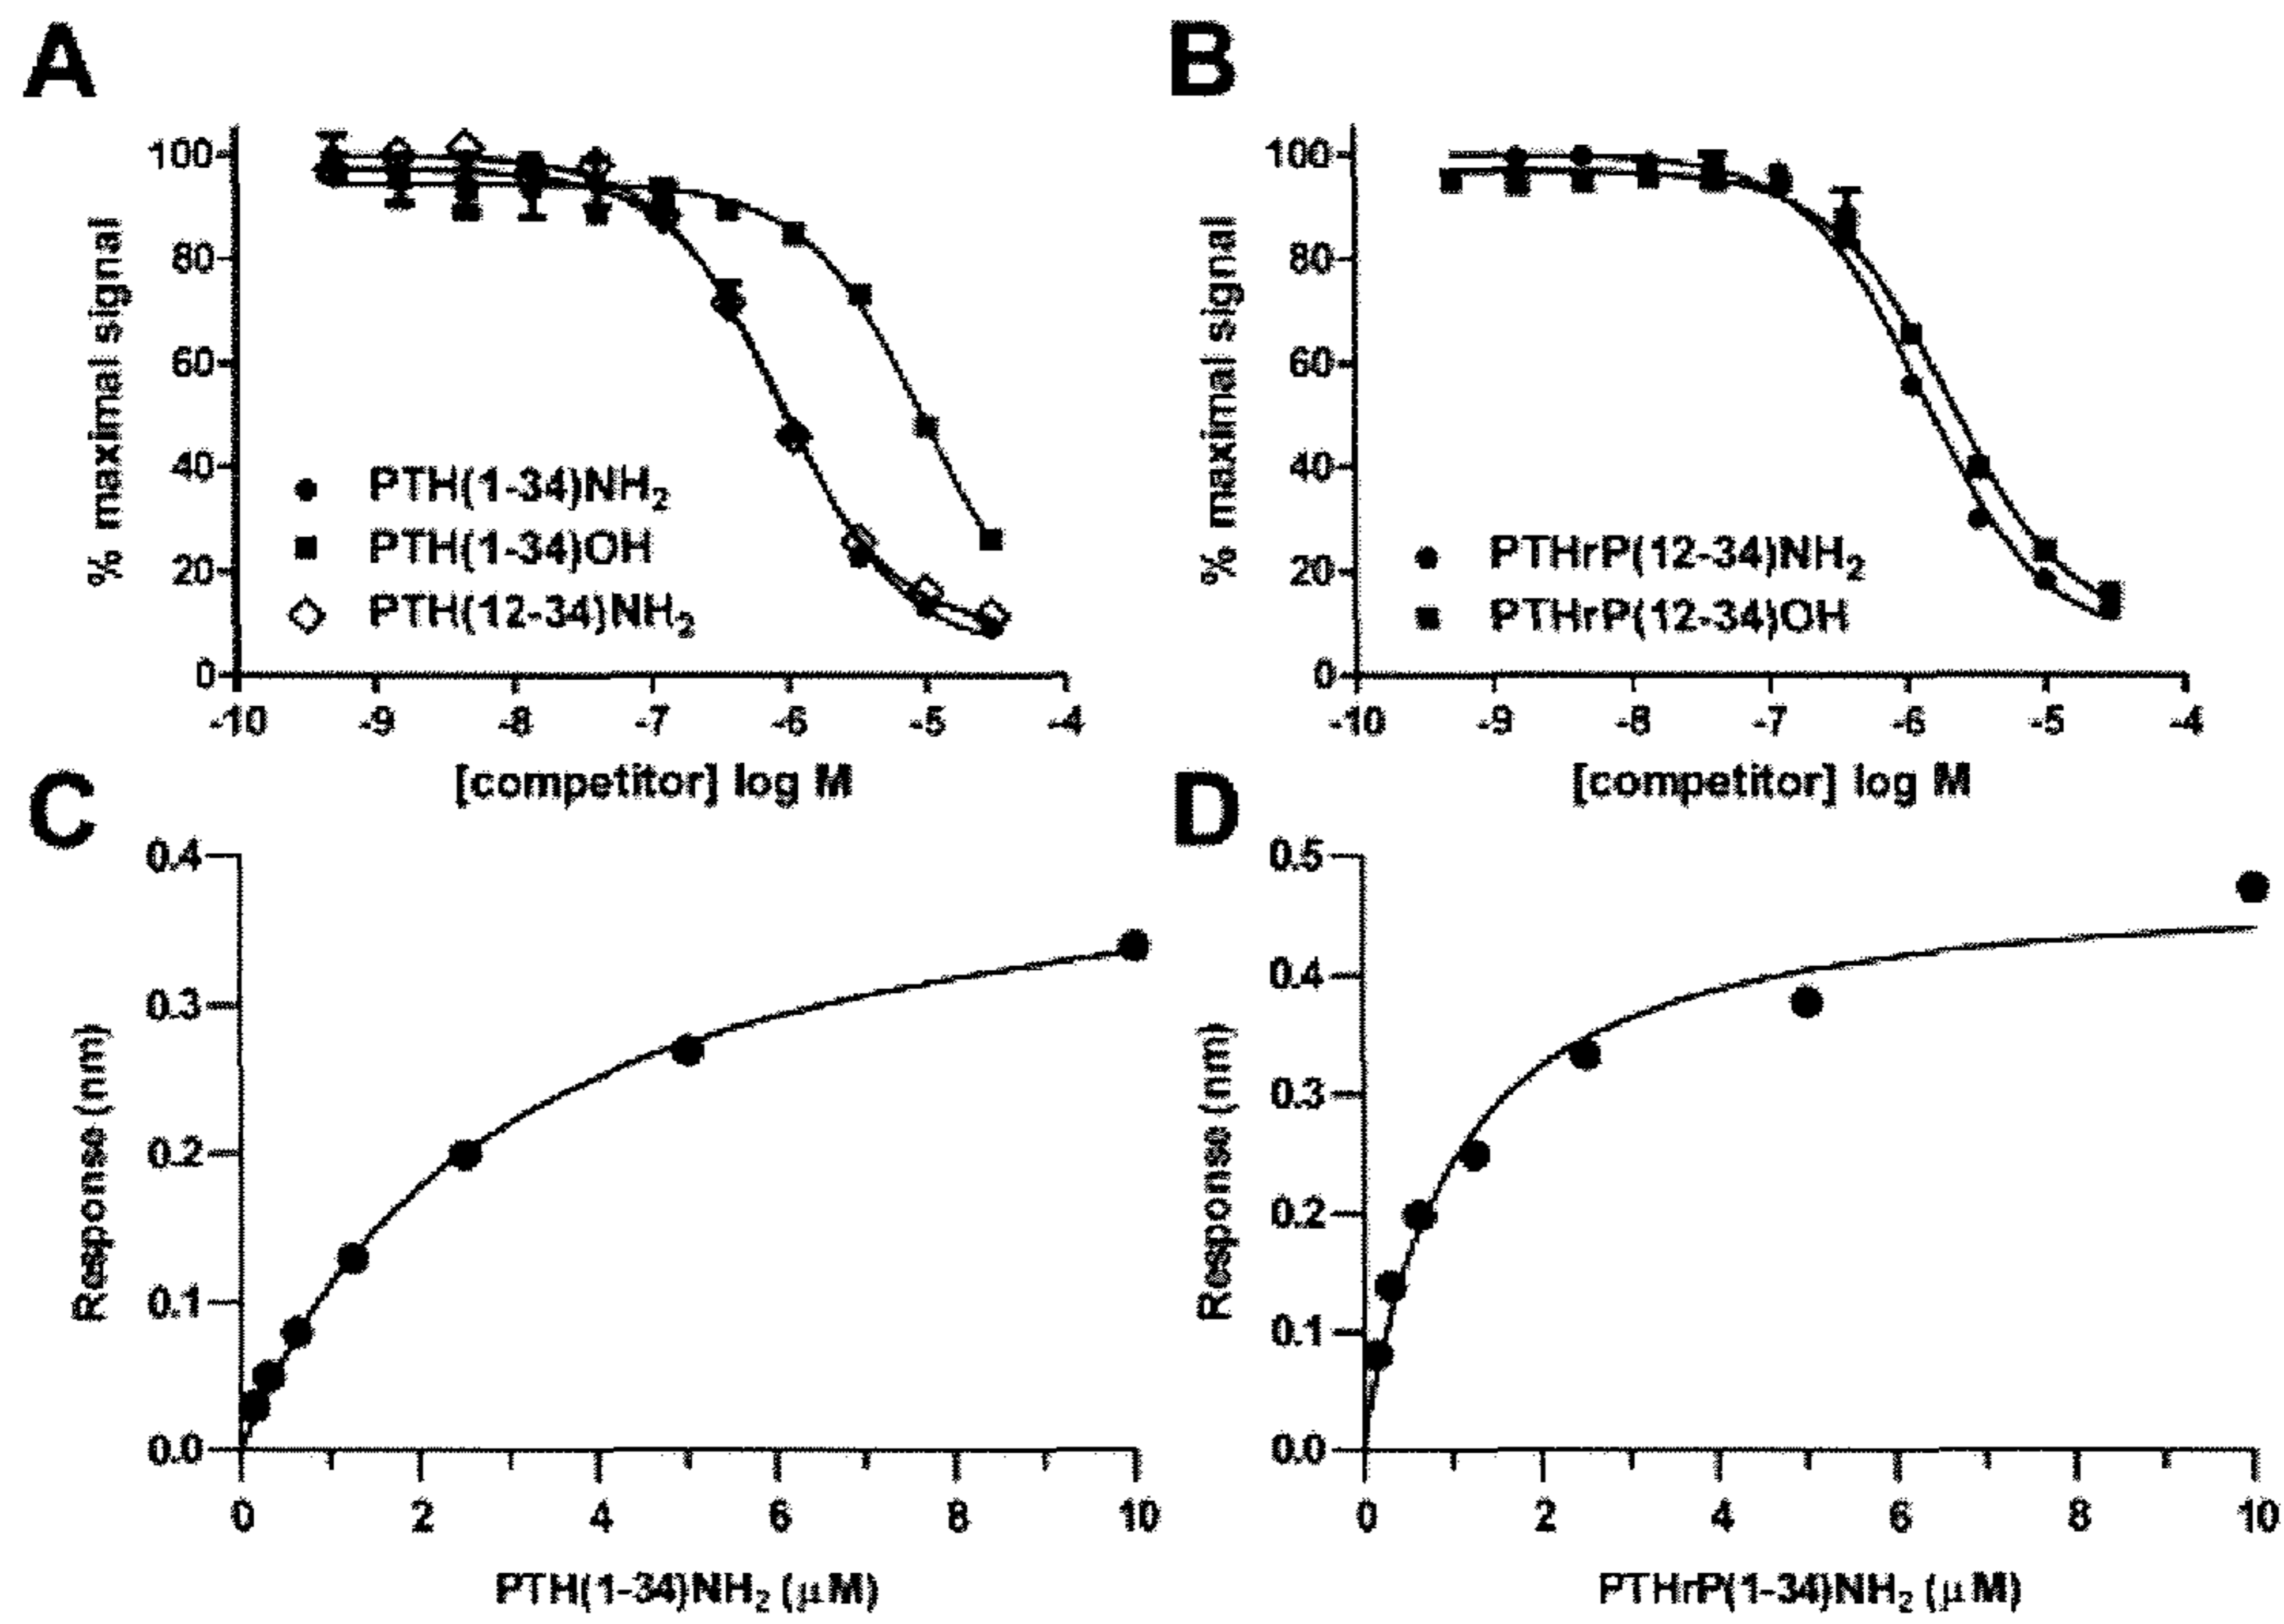 A
% maximal signal
100
80
60
40
20
0
PTH(1-34)NH₂
PTH(1-34)OH
PTH(12-34)NH₂
-10 -9 -8 -7 -6 -5 -4
[competitor] log M
B
% maximal signal
100
80
60
40
20
0
PTHrP(12-34)NH₂
PTHrP(12-34)OH
-10 -9 -8 -7 -6 -5 -4
[competitor] log M
C
Response (nm)
0.4
0.3
0.2
0.1
0.0
0 2 4 6 8 10
PTH(1-34)NH₂ (μM)
D
Response (nm)
0.5
0.4
0.3
0.2
0.1
0.0
0 2 4 6 8 10
PTHrP(1-34)NH₂ (μM)